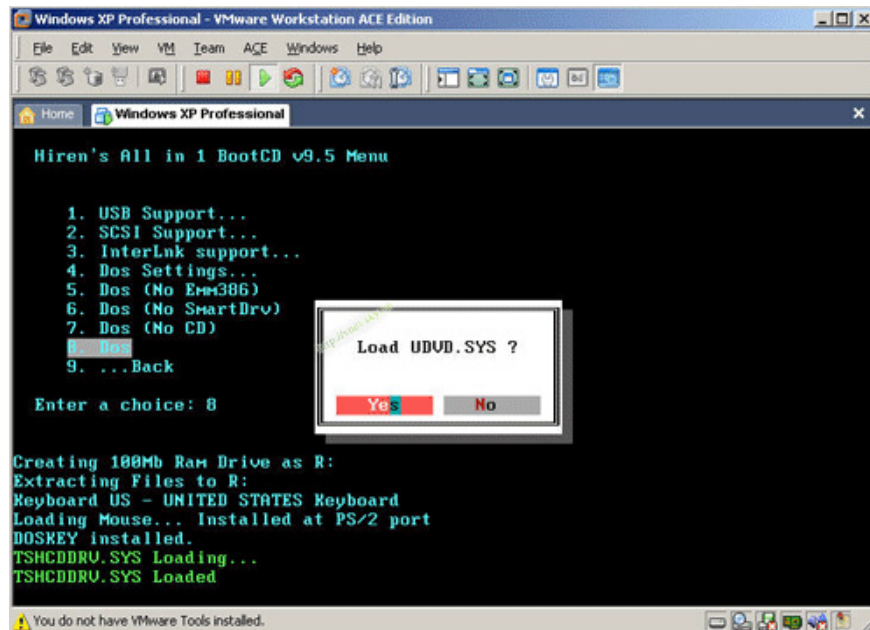 Windows XP Professional - VMware Workstation ACE Edition
File Edit View VM Team ACE Windows Help
Home Windows XP Professional
Hiren's All in 1 BootCD v9.5 Menu
1. USB Support...
2. SCSI Support...
3. InterLnk support...
4. Dos Settings...
5. Dos (No Emm386)
6. Dos (No SmartDrv)
7. Dos (No CD)
8. Dos
9. ...Back
Enter a choice: 8
Load UDVD.SYS ?
Yes No
Creating 100Mb Ram Drive as R:
Extracting Files to R:
Keyboard US - UNITED STATES Keyboard
Loading Mouse... Installed at PS/2 port
DOSKEY installed.
TSHCDDRV.SYS Loading...
TSHCDDRV.SYS Loaded
You do not have VMware Tools installed.